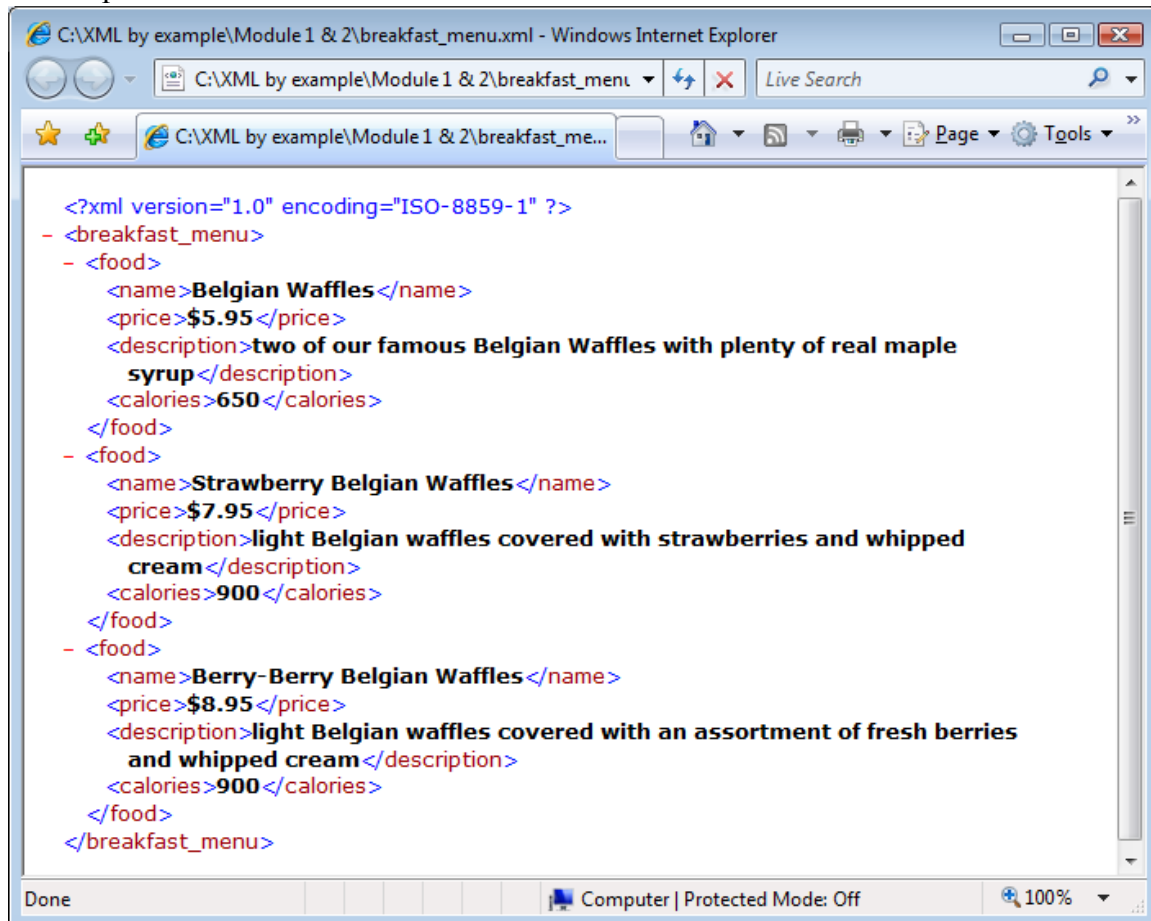 C:\XML by example\Module 1 & 2\breakfast_menu.xml - Windows Internet Explorer
C:\XML by example\Module 1 & 2\breakfast_menu Live Search
C:\XML by example\Module 1 & 2\breakfast_me... Page Tools »
<?xml version="1.0" encoding="ISO-8859-1" ?>
- <breakfast_menu>
- <food>
<name>Belgian Waffles</name>
<price>$5.95</price>
<description>two of our famous Belgian Waffles with plenty of real maple
syrup</description>
<calories>650</calories>
</food>
- <food>
<name>Strawberry Belgian Waffles</name>
<price>$7.95</price>
<description>light Belgian waffles covered with strawberries and whipped
cream</description>
<calories>900</calories>
</food>
- <food>
<name>Berry-Berry Belgian Waffles</name>
<price>$8.95</price>
<description>light Belgian waffles covered with an assortment of fresh berries
and whipped cream</description>
<calories>900</calories>
</food>
</breakfast_menu>
Done Computer | Protected Mode: Off 100%